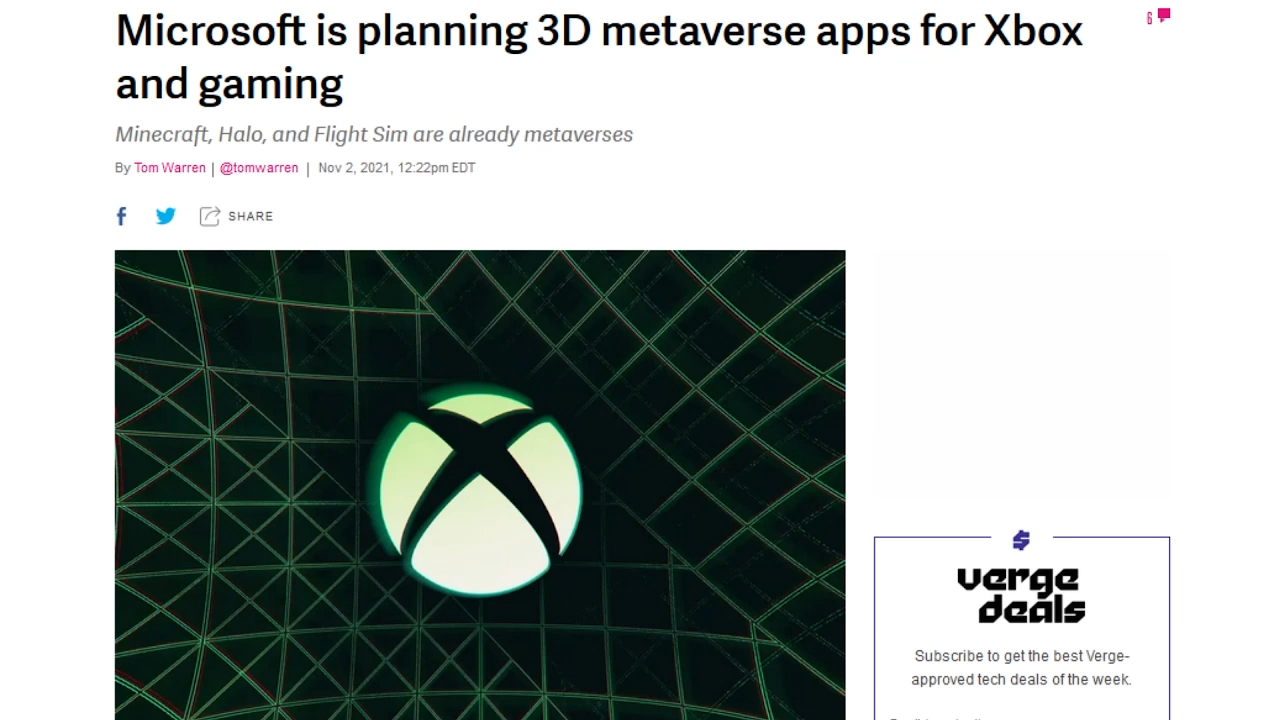 Microsoft is planning 3D metaverse apps for Xbox
and gaming
6
Minecraft, Halo, and Flight Sim are already metaverses
By Tom Warren | @tomwarren | Nov 2, 2021, 12:22pm EDT
SHARE
verge
deals
Subscribe to get the best Verge-
approved tech deals of the week.